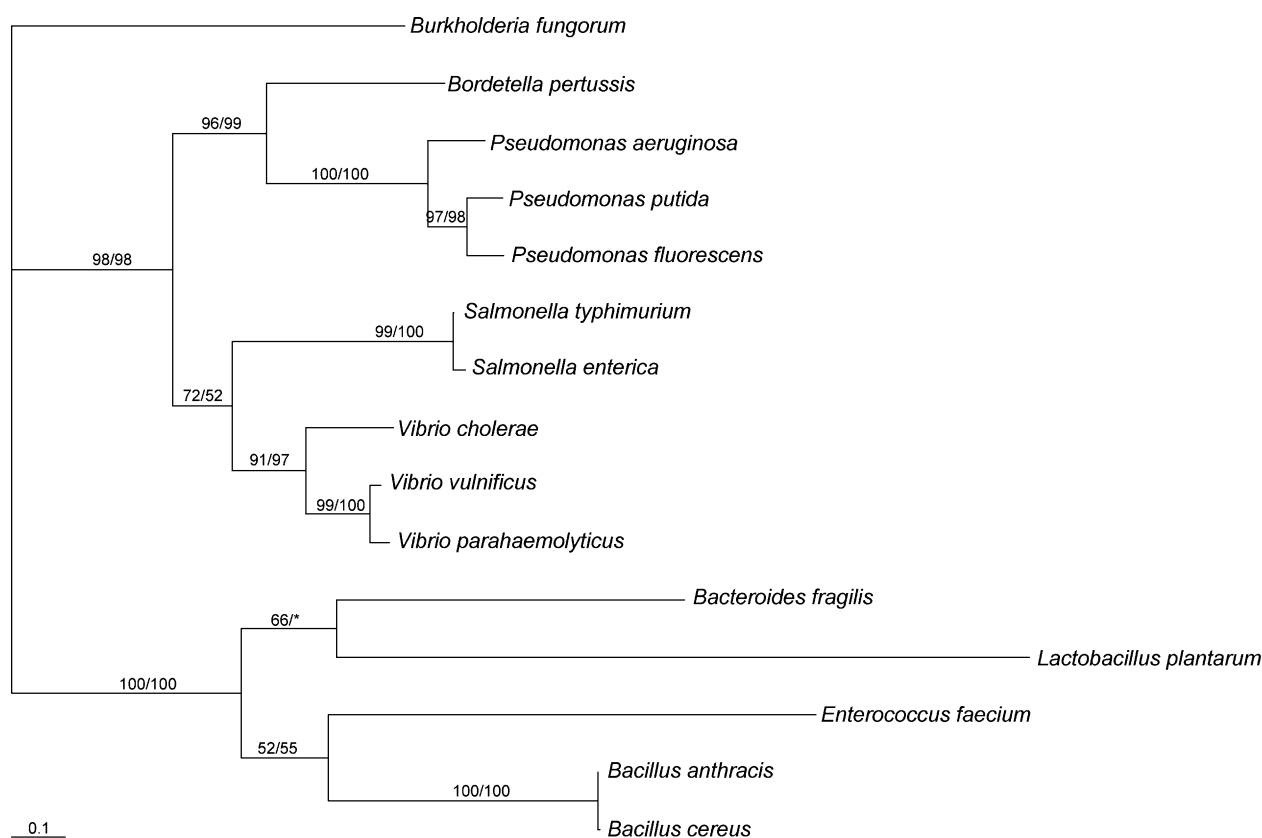 Burkholderia fungorum
Bordetella pertussis
96/99
Pseudomonas aeruginosa
100/100
Pseudomonas putida
97/98
Pseudomonas fluorescens
98/98
Salmonella typhimurium
99/100
Salmonella enterica
72/52
Vibrio cholerae
91/97
Vibrio vulnificus
99/100
Vibrio parahaemolyticus
Bacteroides fragilis
66/*
Lactobacillus plantarum
100/100
Enterococcus faecium
52/55
Bacillus anthracis
100/100
Bacillus cereus
0.1